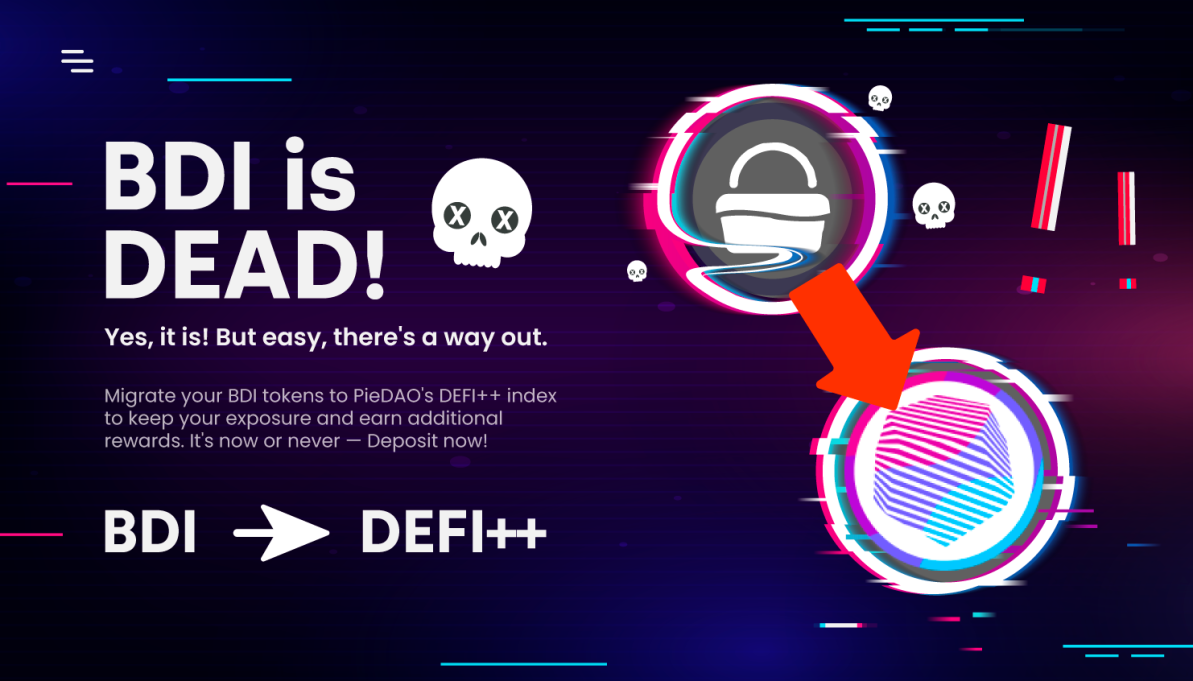 BDI is
DEAD!
Yes, it is! But easy, there's a way out.
Migrate your BDI tokens to PieDAO's DEFI++ index
to keep your exposure and earn additional
rewards. It's now or never — Deposit now!
BDI DEFI++